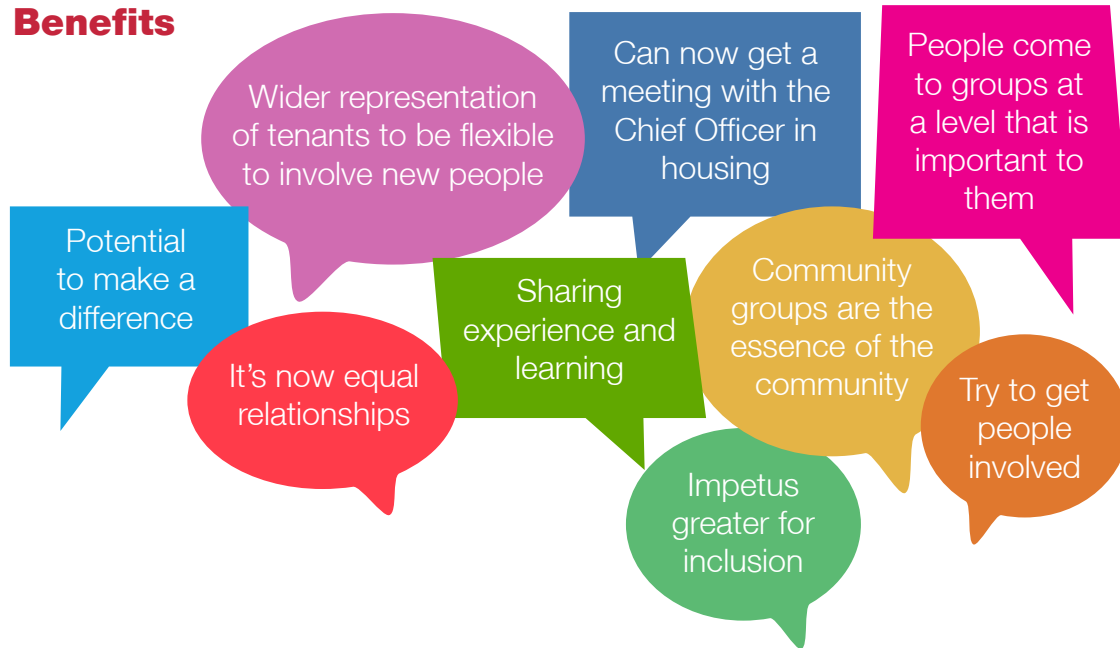 Benefits
Wider representation
of tenants to be flexible
to involve new people
Can now get a
meeting with the
Chief Officer in
housing
People come
to groups at
a level that is
important to
them
Potential
to make a
difference
It’s now equal
relationships
Sharing
experience and
learning
Community
groups are the
essence of the
community
Try to get
people
involved
Impetus
greater for
inclusion